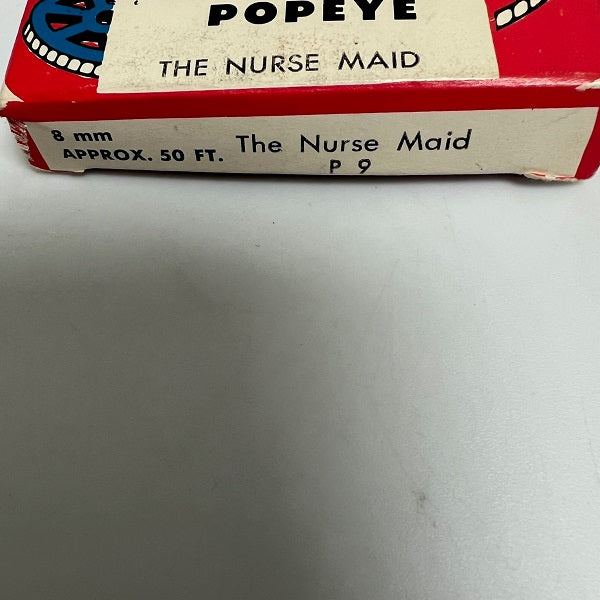 POPEYE
THE NURSE MAID
8 mm
APPROX. 50 FT.
The Nurse Maid
P 9